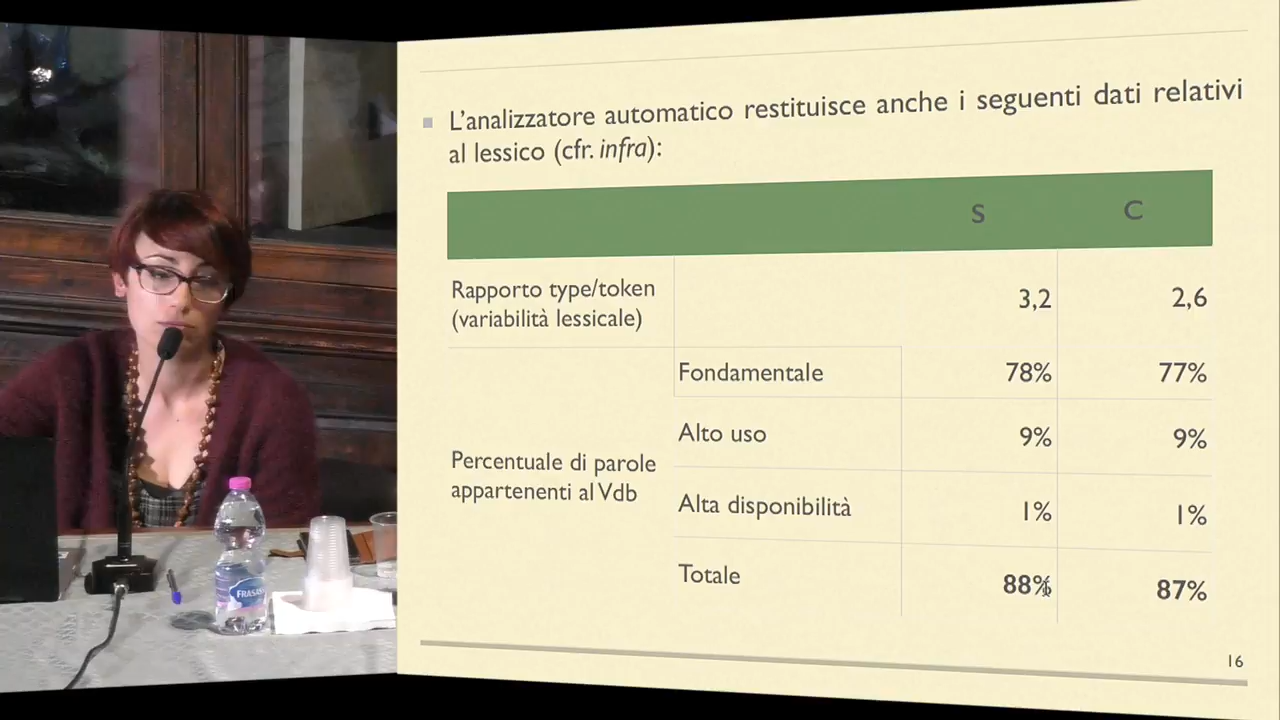 L'analizzatore automatico restituisce anche i seguenti dati relativi
al lessico (cfr. infra):
S C
Rapporto type/token
(variabilità lessicale)
3,2 2,6
Fondamentale 78% 77%
Alto uso 9% 9%
Percentuale di parole
appartenenti al Vdb
Alta disponibilità 1% 1%
Totale 88% 87%
16
FRASASSI